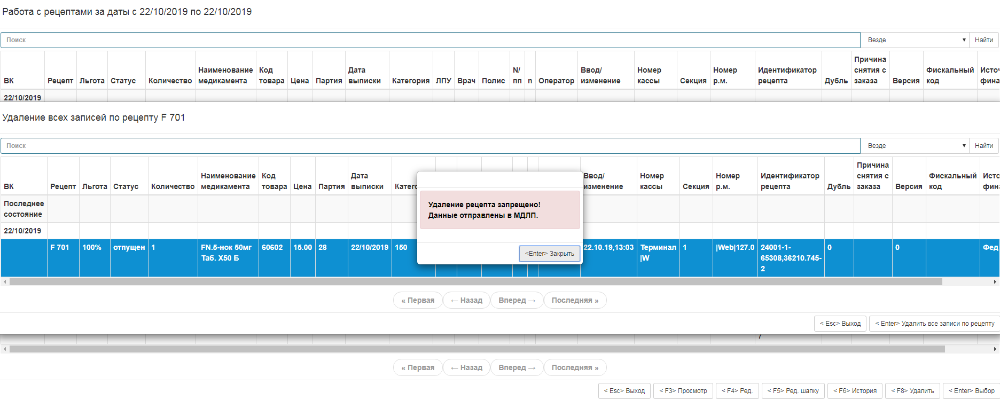 Работа с рецептами за даты с 22/10/2019 по 22/10/2019
Поиск Везде ▼ Найти
ВК Рецепт Льгота Статус Количество Наименование медикамента Код товара Цена Партия Дата выписки Категория ЛПУ Врач Полис N/пп n Оператор Ввод/изменение Номер кассы Секция Номер р.м. Идентификатор рецепта Дубль Причина снятия с заказа Версия Фискальный код Источ фина
22/10/2019
Удаление всех записей по рецепту F 701
Поиск Везде ▼ Найти
ВК Рецепт Льгота Статус Количество Наименование медикамента Код товара Цена Партия Дата выписки Катего Ввод/изменение Номер кассы Секция Номер р.м. Идентификатор рецепта Дубль Причина снятия с заказа Версия Фискальный код Исто фина
Последнее состояние
22/10/2019
F 701 100% отпущен 1 FN.5-нок 50мг Таб. Х50 Б 60602 15.00 28 22/10/2019 150 22.10.19,13:03 Терминал |W 1 |Web|127.0 24001-1-65308,36210.745-2 0 0 Фед
Удаление рецепта запрещено!
Данные отправлены в МДЛП.
<Enter> Закрыть
« Первая ← Назад Вперед → Последняя »
< Esc> Выход < Enter> Удалить все записи по рецепту
« Первая ← Назад Вперед → Последняя »
< Esc> Выход < F3> Просмотр < F4> Ред. < F5> Ред. шапку < F6> История < F8> Удалить < Enter> Выбор